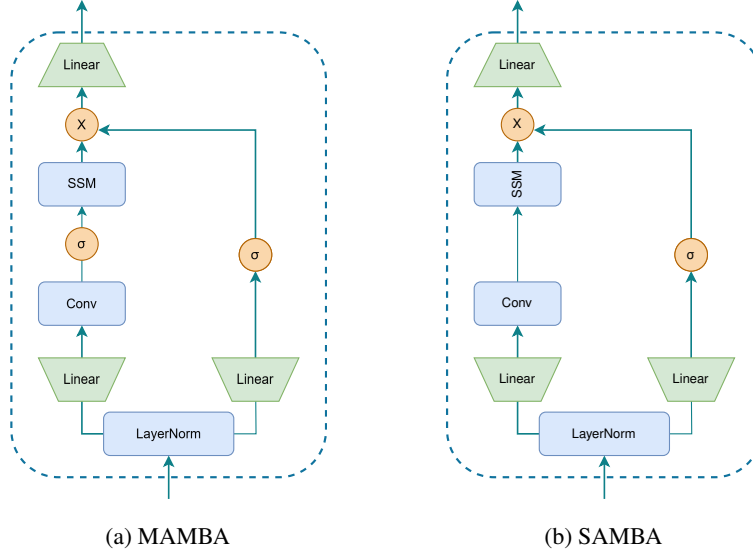 Linear
X
SSM
σ
σ
Conv
Linear
Linear
LayerNorm
(a) MAMBA
Linear
X
SSM
σ
Conv
Linear
Linear
LayerNorm
(b) SAMBA